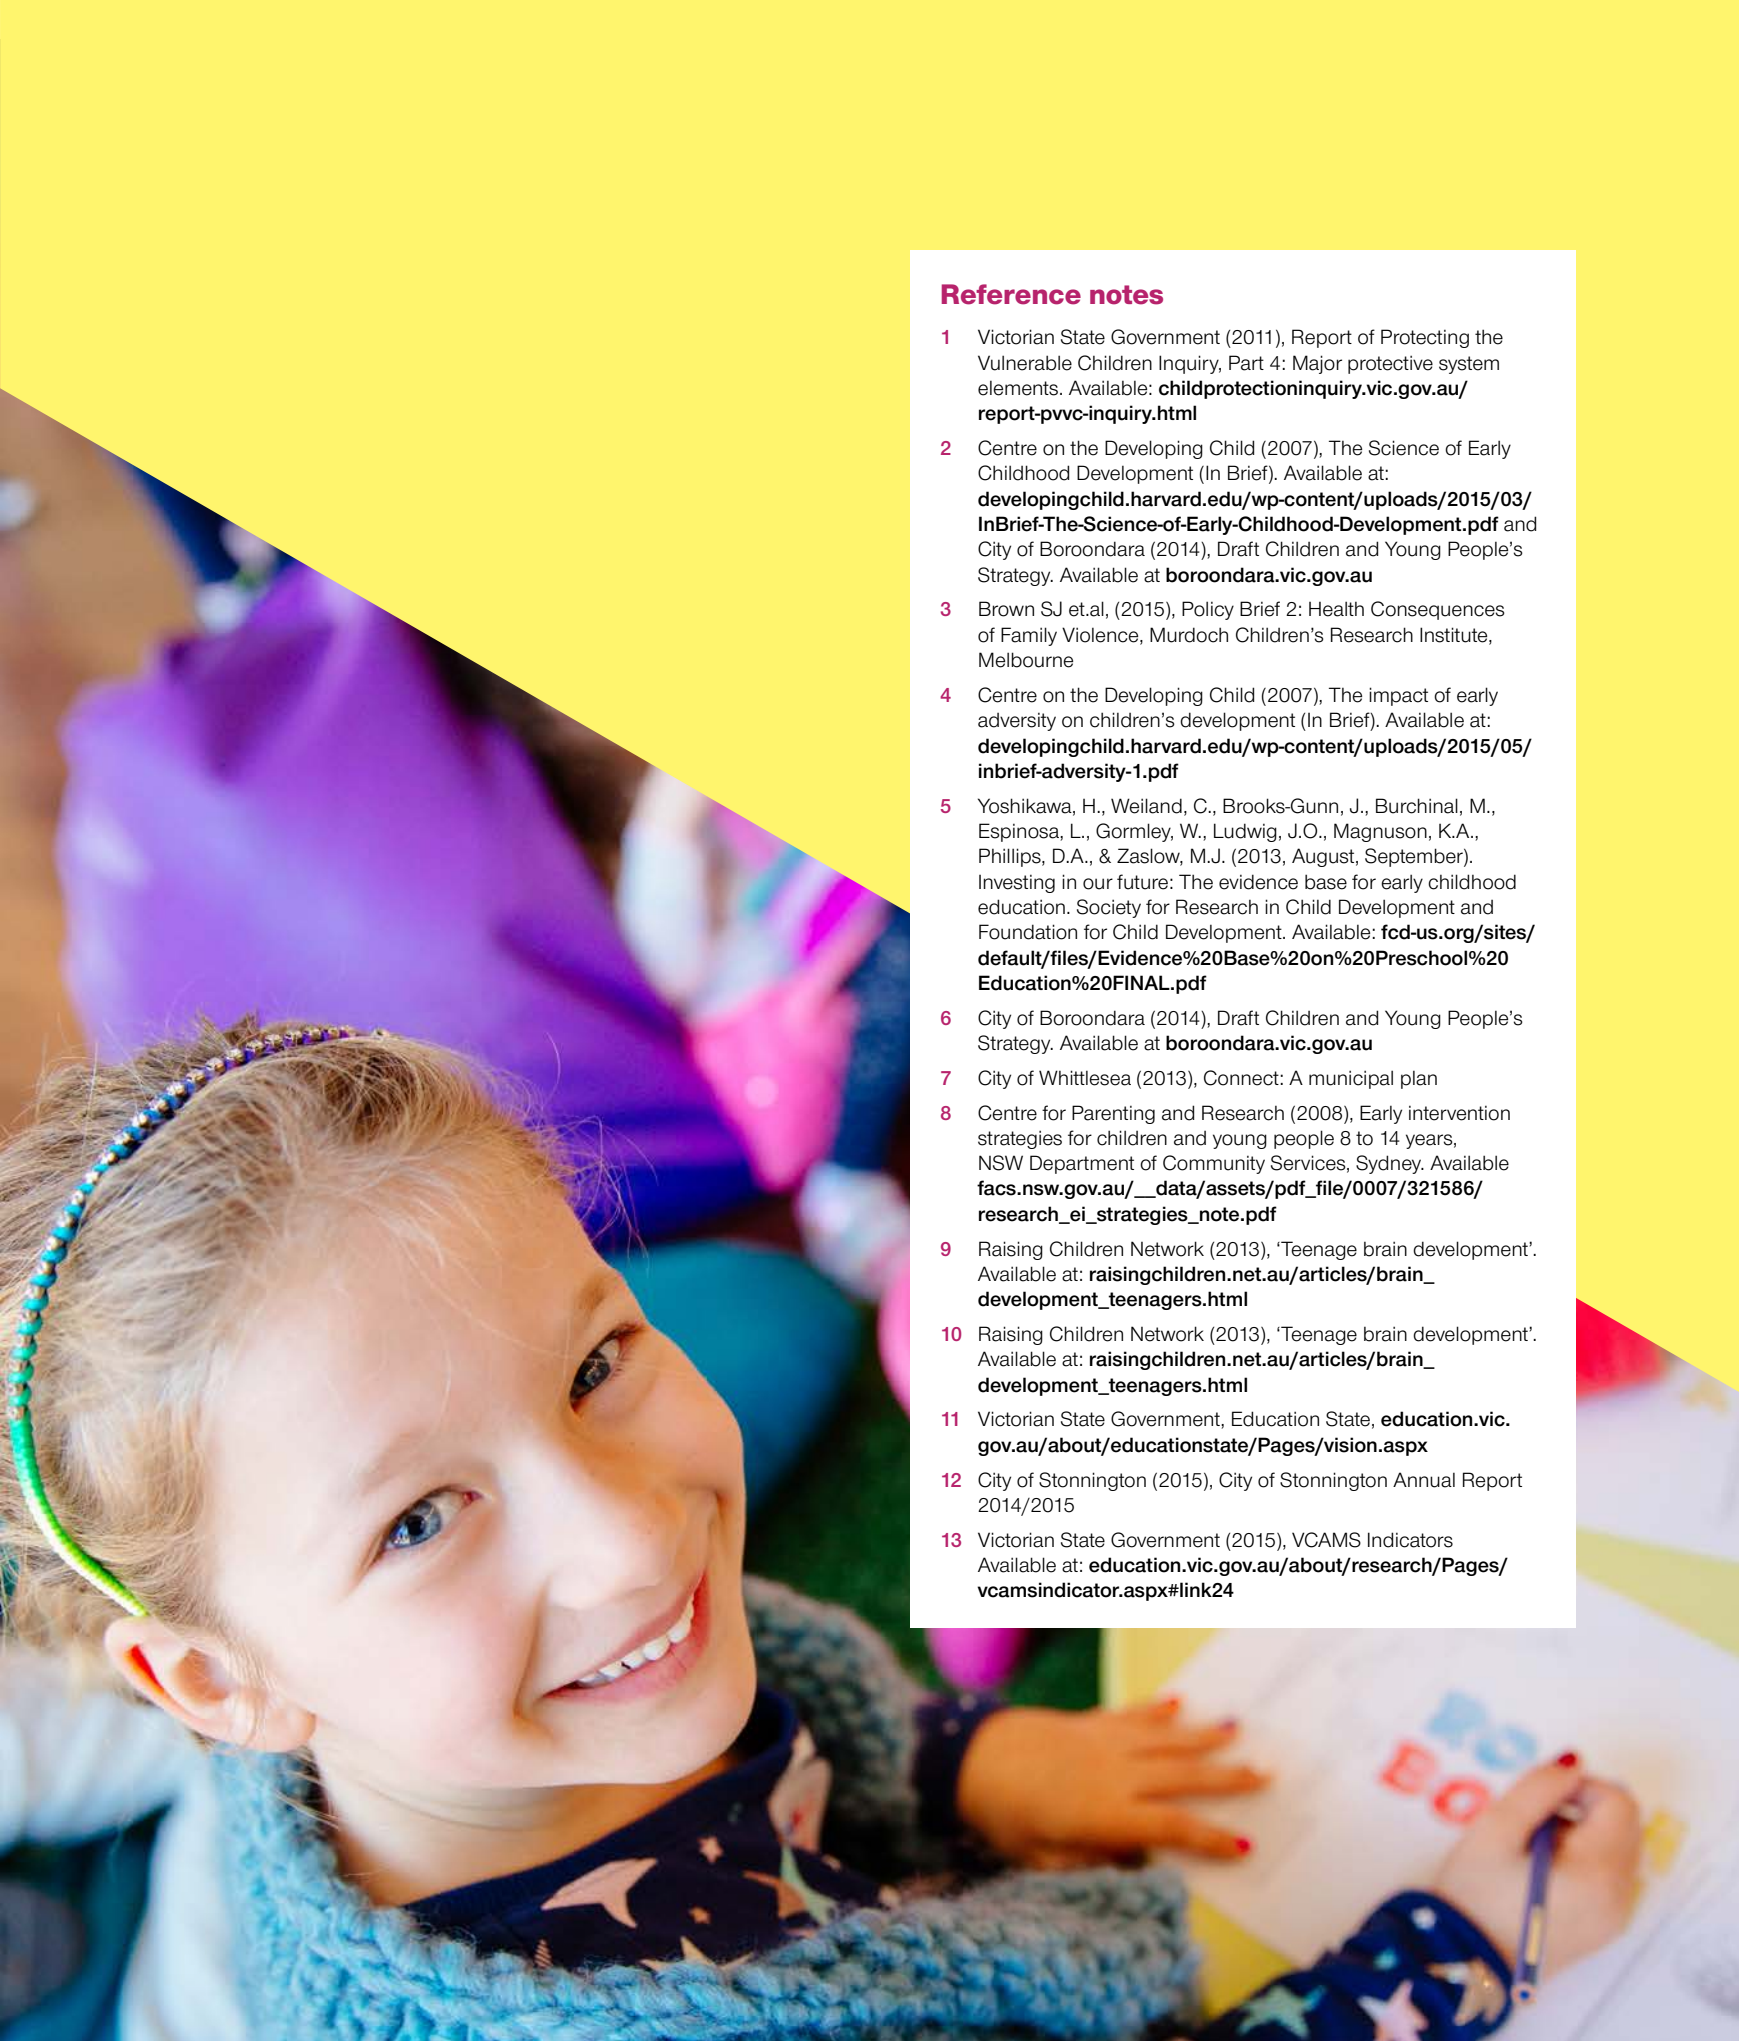 Reference notes
1 Victorian State Government (2011), Report of Protecting the
Vulnerable Children Inquiry, Part 4: Major protective system
elements. Available: childprotectioninquiry.vic.gov.au/
report-pvvc-inquiry.html
2 Centre on the Developing Child (2007), The Science of Early
Childhood Development (In Brief). Available at:
developingchild.harvard.edu/wp-content/uploads/2015/03/
InBrief-The-Science-of-Early-Childhood-Development.pdf and
City of Boroondara (2014), Draft Children and Young People’s
Strategy. Available at boroondara.vic.gov.au
3 Brown SJ et.al, (2015), Policy Brief 2: Health Consequences
of Family Violence, Murdoch Children’s Research Institute,
Melbourne
4 Centre on the Developing Child (2007), The impact of early
adversity on children’s development (In Brief). Available at:
developingchild.harvard.edu/wp-content/uploads/2015/05/
inbrief-adversity-1.pdf
5 Yoshikawa, H., Weiland, C., Brooks-Gunn, J., Burchinal, M.,
Espinosa, L., Gormley, W., Ludwig, J.O., Magnuson, K.A.,
Phillips, D.A., & Zaslow, M.J. (2013, August, September).
Investing in our future: The evidence base for early childhood
education. Society for Research in Child Development and
Foundation for Child Development. Available: fcd-us.org/sites/
default/files/Evidence%20Base%20on%20Preschool%20
Education%20FINAL.pdf
6 City of Boroondara (2014), Draft Children and Young People’s
Strategy. Available at boroondara.vic.gov.au
7 City of Whittlesea (2013), Connect: A municipal plan
8 Centre for Parenting and Research (2008), Early intervention
strategies for children and young people 8 to 14 years,
NSW Department of Community Services, Sydney. Available
facs.nsw.gov.au/__data/assets/pdf_file/0007/321586/
research_ei_strategies_note.pdf
9 Raising Children Network (2013), ‘Teenage brain development’.
Available at: raisingchildren.net.au/articles/brain_
development_teenagers.html
10 Raising Children Network (2013), ‘Teenage brain development’.
Available at: raisingchildren.net.au/articles/brain_
development_teenagers.html
11 Victorian State Government, Education State, education.vic.
gov.au/about/educationstate/Pages/vision.aspx
12 City of Stonnington (2015), City of Stonnington Annual Report
2014/2015
13 Victorian State Government (2015), VCAMS Indicators
Available at: education.vic.gov.au/about/research/Pages/
vcamsindicator.aspx#link24